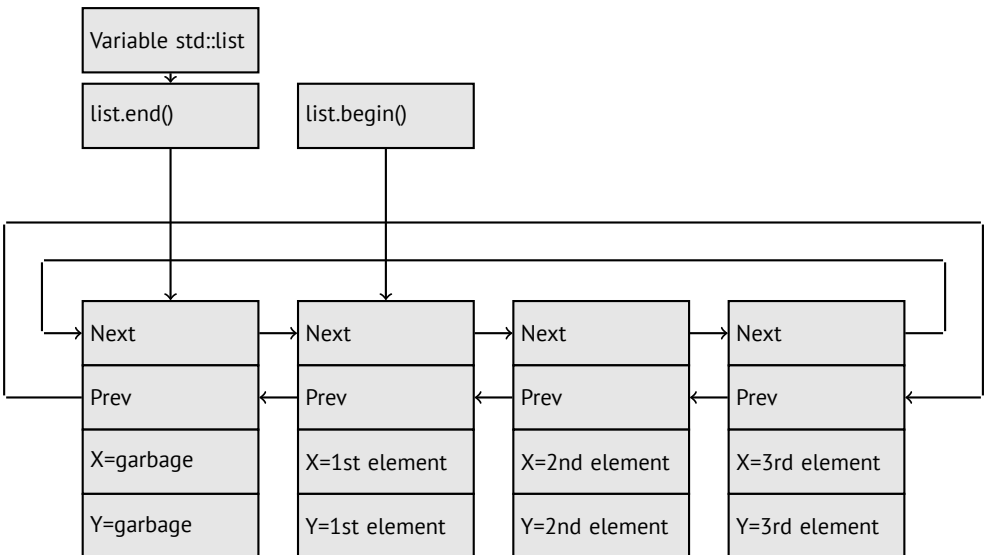 Variable std::list
list.end()
list.begin()
Next
Next
Next
Next
Prev
Prev
Prev
Prev
X=garbage
X=1st element
X=2nd element
X=3rd element
Y=garbage
Y=1st element
Y=2nd element
Y=3rd element